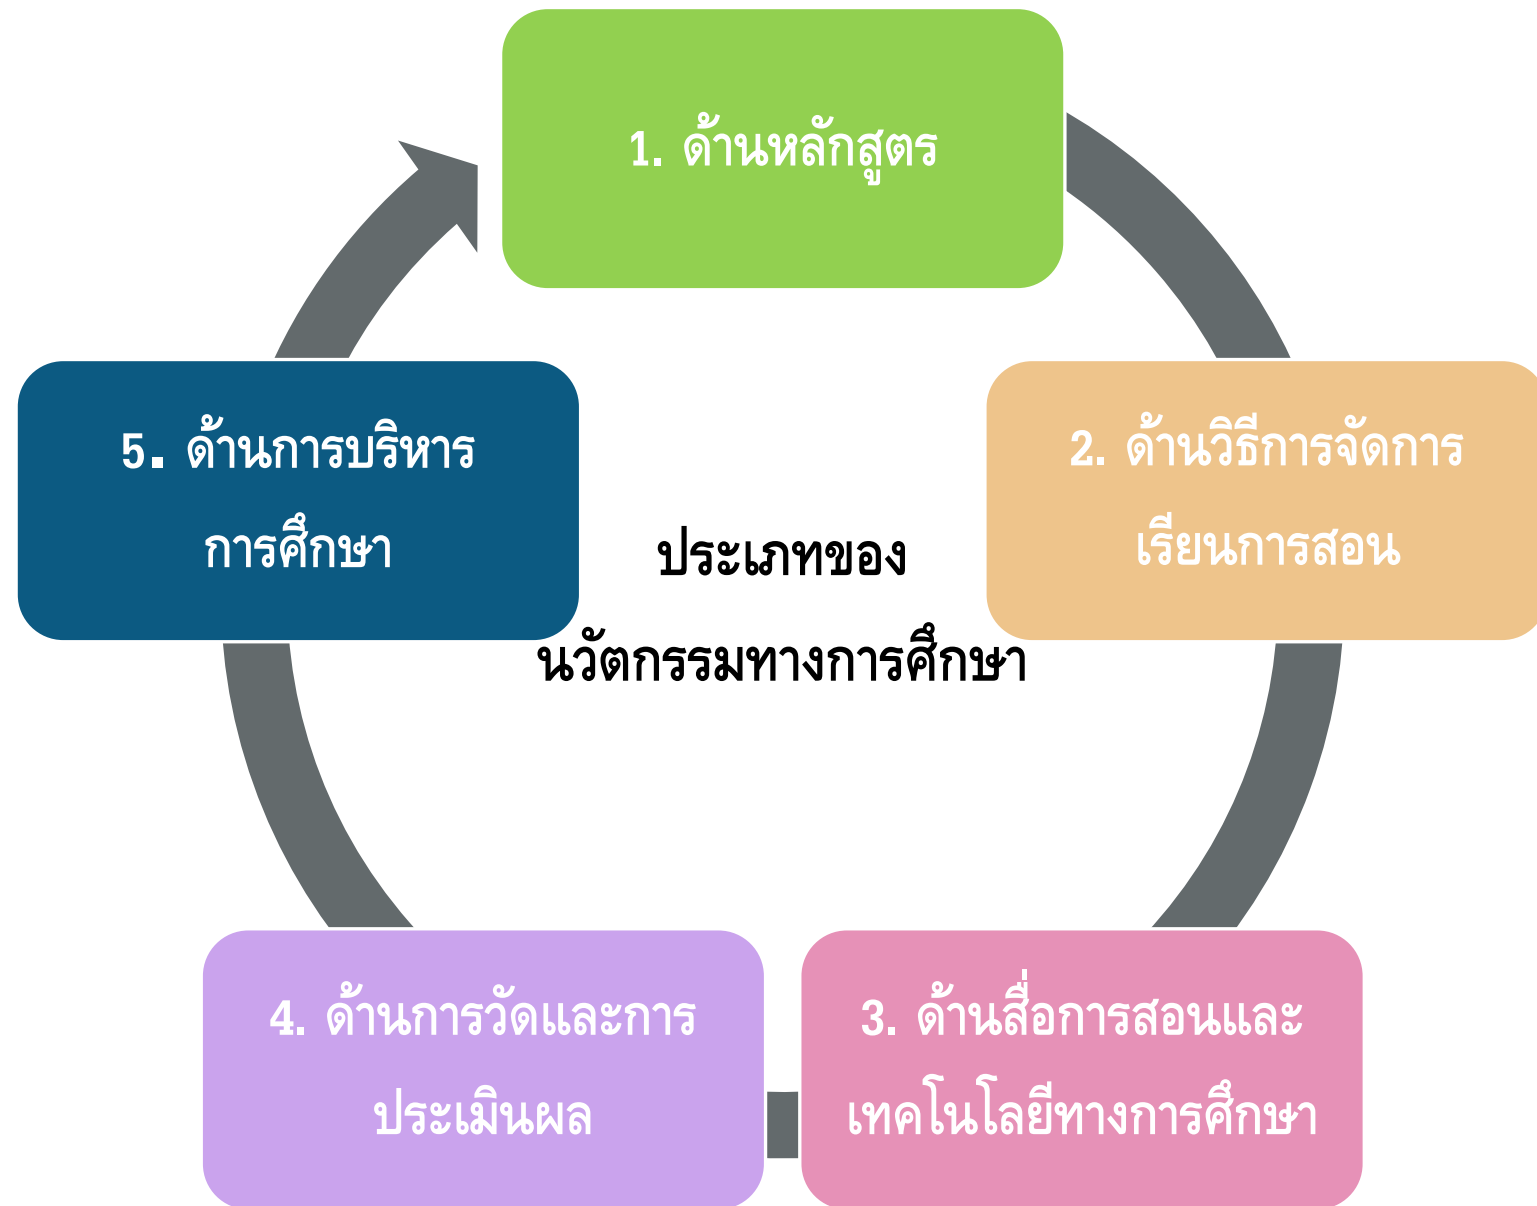 1. ด้านหลักสูตร
2. ด้านวิธีการจัดการ
เรียนการสอน
3. ด้านสื่อการสอนและ
เทคโนโลยีทางการศึกษา
4. ด้านการวัดและการ
ประเมินผล
5. ด้านการบริหาร
การศึกษา
ประเภทของ
นวัตกรรมทางการศึกษา